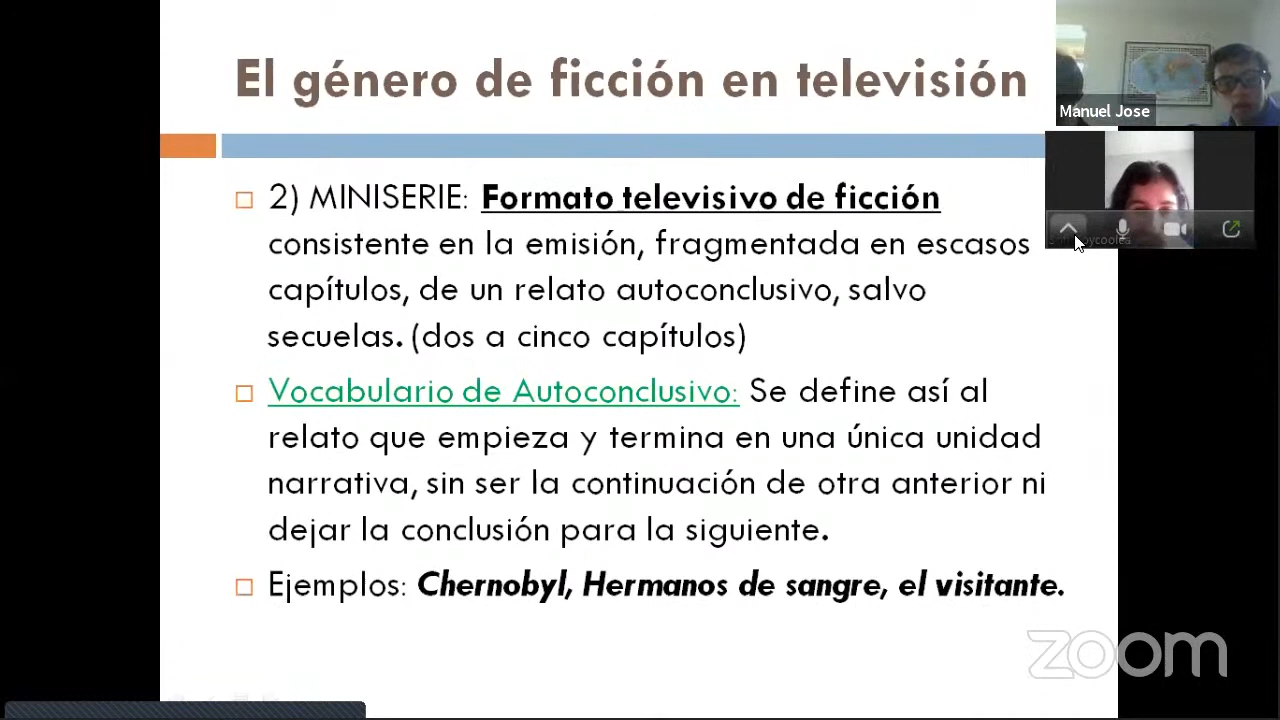 El género de ficción en televisión
Manuel Jose
2) MINISERIE: Formato televisivo de ficción
consistente en la emisión, fragmentada en escasos
capítulos, de un relato autoconclusivo, salvo
secuelas. (dos a cinco capítulos)
Vocabulario de Autoconclusivo: Se define así al
relato que empieza y termina en una única unidad
narrativa, sin ser la continuación de otra anterior ni
dejar la conclusión para la siguiente.
Ejemplos: Chernobyl, Hermanos de sangre, el visitante.
zoom